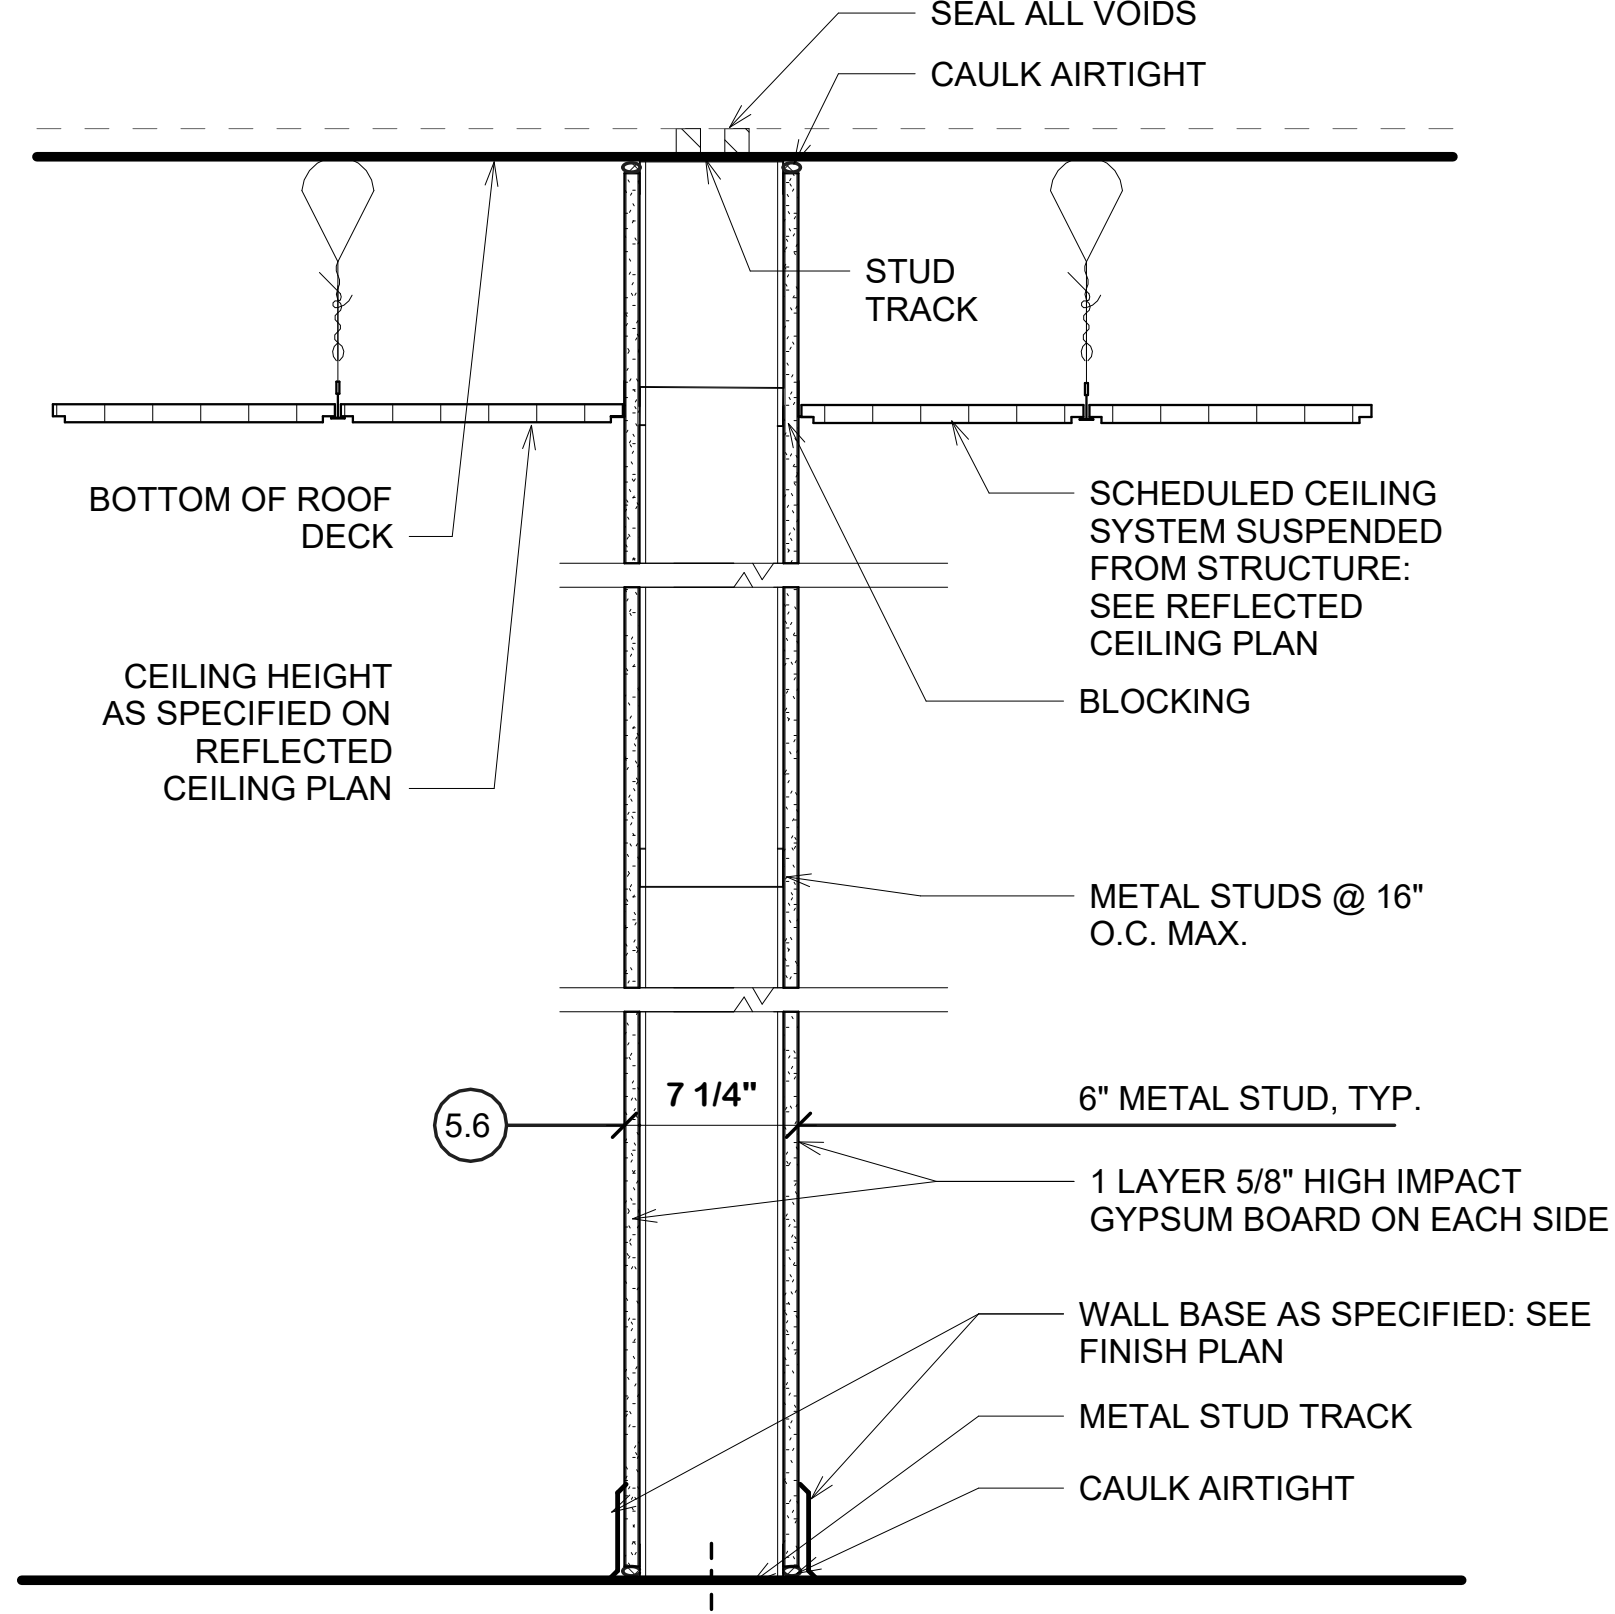 SEAL ALL VOIDS
CAULK AIRTIGHT
STUD
TRACK
BOTTOM OF ROOF
DECK
SCHEDULED CEILING
SYSTEM SUSPENDED
FROM STRUCTURE:
SEE REFLECTED
CEILING PLAN
CEILING HEIGHT
AS SPECIFIED ON
REFLECTED
CEILING PLAN
BLOCKING
METAL STUDS @ 16"
O.C. MAX.
7 1/4"
5.6
6" METAL STUD, TYP.
1 LAYER 5/8" HIGH IMPACT
GYPSUM BOARD ON EACH SIDE
WALL BASE AS SPECIFIED: SEE
FINISH PLAN
METAL STUD TRACK
CAULK AIRTIGHT